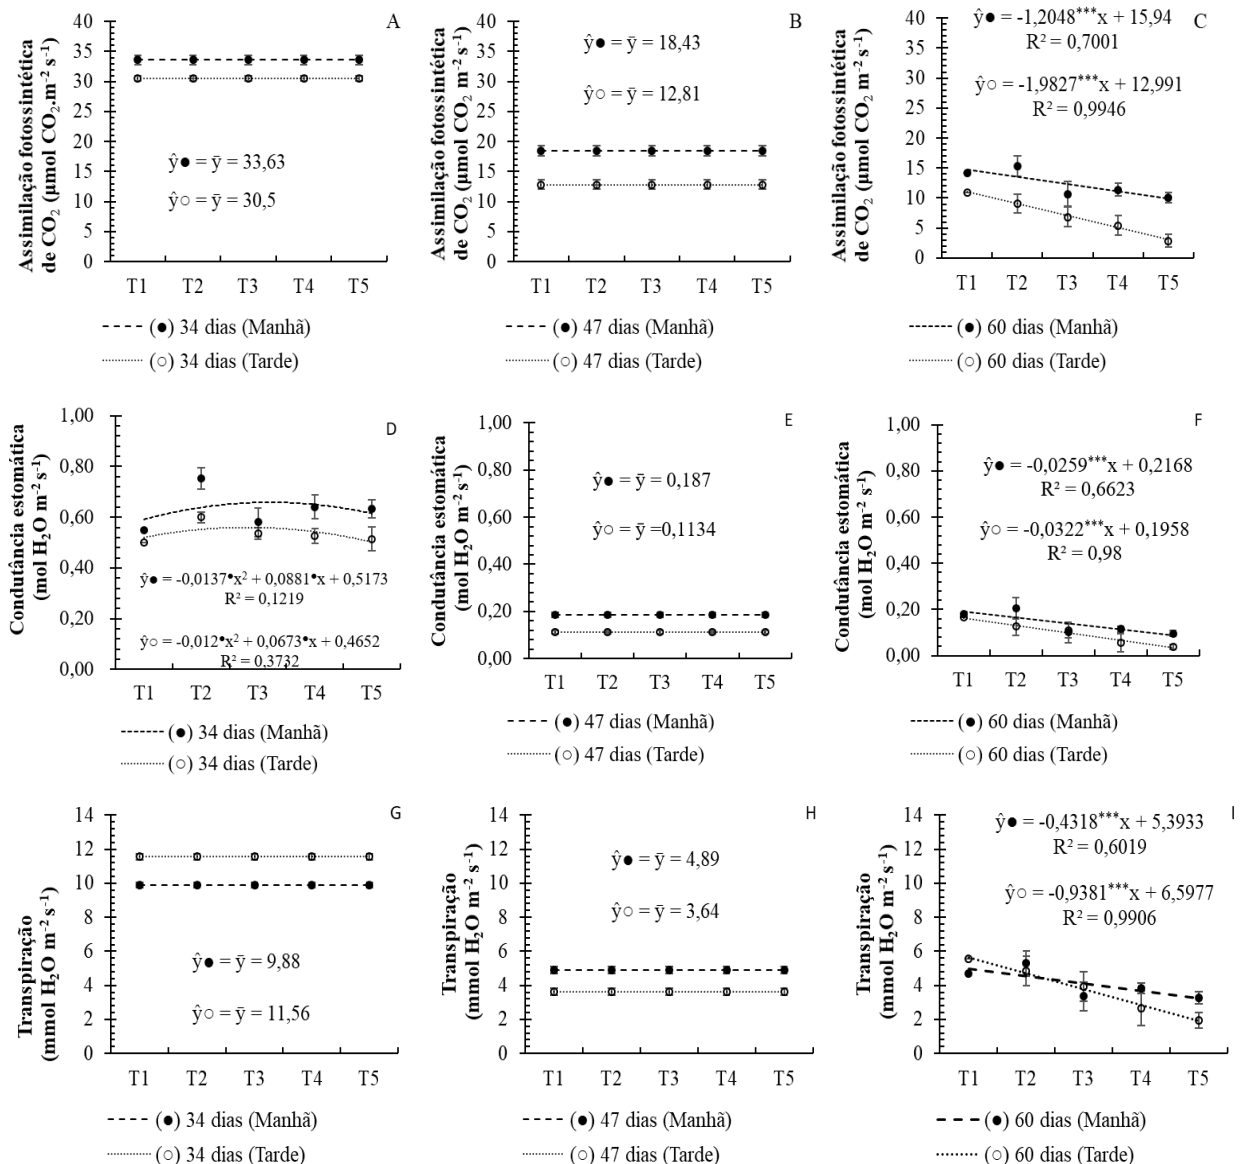 A
Assimilação fotossintética
de CO₂ (µmol CO₂.m⁻² s⁻¹)
40
35
30
25
20
15
10
5
0
ŷ● = ȳ = 33,63
ŷ○ = ȳ = 30,5
T1 T2 T3 T4 T5
(●) 34 dias (Manhã)
(○) 34 dias (Tarde)
B
Assimilação fotossintética
de CO₂ (µmol CO₂ m⁻² s⁻¹)
40
35
30
25
20
15
10
5
0
ŷ● = ȳ = 18,43
ŷ○ = ȳ = 12,81
T1 T2 T3 T4 T5
(●) 47 dias (Manhã)
(○) 47 dias (Tarde)
C
Assimilação fotossintética
de CO₂ (µmol CO₂ m⁻² s⁻¹)
40
35
30
25
20
15
10
5
0
ŷ● = -1,2048***x + 15,94
R² = 0,7001
ŷ○ = -1,9827***x + 12,991
R² = 0,9946
T1 T2 T3 T4 T5
(●) 60 dias (Manhã)
(○) 60 dias (Tarde)
D
Condutância estomática
(mol H₂O m⁻² s⁻¹)
1,00
0,80
0,60
0,40
0,20
0,00
ŷ● = -0,0137•x² + 0,0881•x + 0,5173
R² = 0,1219
ŷ○ = -0,012•x² + 0,0673•x + 0,4652
R² = 0,3732
T1 T2 T3 T4 T5
(●) 34 dias (Manhã)
(○) 34 dias (Tarde)
E
Condutância estomática
(mol H₂O m⁻² s⁻¹)
1,00
0,80
0,60
0,40
0,20
0,00
ŷ● = ȳ = 0,187
ŷ○ = ȳ =0,1134
T1 T2 T3 T4 T5
(●) 47 dias (Manhã)
(○) 47 dias (Tarde)
F
Condutância estomática
(mol H₂O m⁻² s⁻¹)
1,00
0,80
0,60
0,40
0,20
0,00
ŷ● = -0,0259***x + 0,2168
R² = 0,6623
ŷ○ = -0,0322***x + 0,1958
R² = 0,98
T1 T2 T3 T4 T5
(●) 60 dias (Manhã)
(○) 60 dias (Tarde)
G
Transpiração
(mmol H₂O m⁻² s⁻¹)
14
12
10
8
6
4
2
0
ŷ● = ȳ = 9,88
ŷ○ = ȳ = 11,56
T1 T2 T3 T4 T5
(●) 34 dias (Manhã)
(○) 34 dias (Tarde)
H
Transpiração
(mmol H₂O m⁻² s⁻¹)
14
12
10
8
6
4
2
0
ŷ● = ȳ = 4,89
ŷ○ = ȳ = 3,64
T1 T2 T3 T4 T5
(●) 47 dias (Manhã)
(○) 47 dias (Tarde)
I
Transpiração
(mmol H₂O m⁻² s⁻¹)
14
12
10
8
6
4
2
0
ŷ● = -0,4318***x + 5,3933
R² = 0,6019
ŷ○ = -0,9381***x + 6,5977
R² = 0,9906
T1 T2 T3 T4 T5
(●) 60 dias (Manhã)
(○) 60 dias (Tarde)